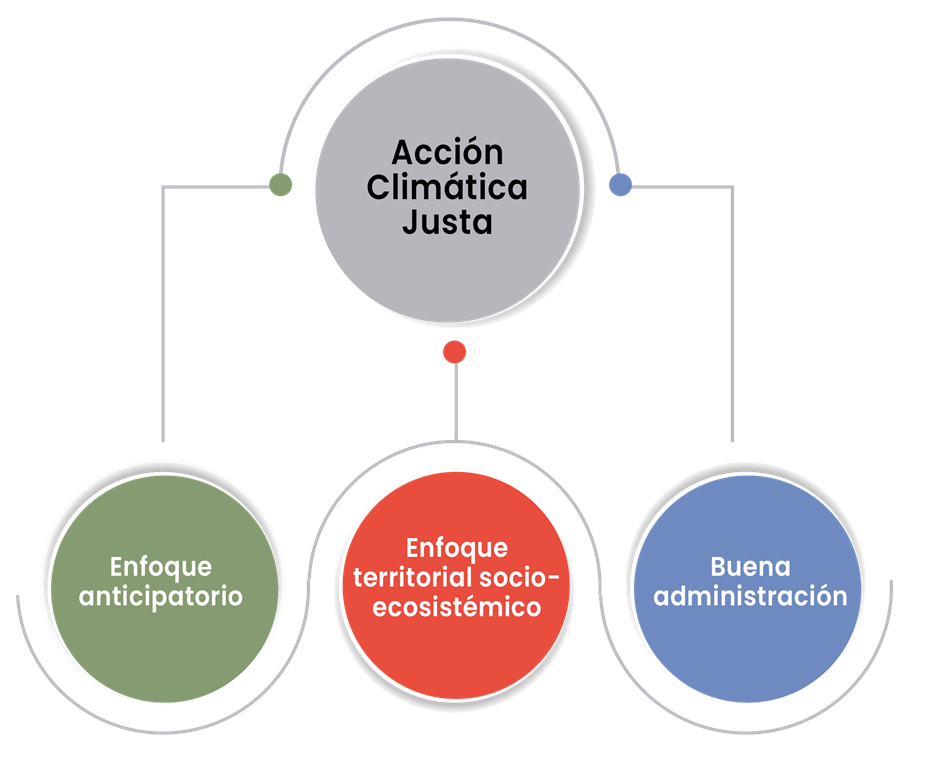 Acción
Climática
Justa
Enfoque
anticipatorio
Enfoque
territorial socio-
ecosistémico
Buena
administración